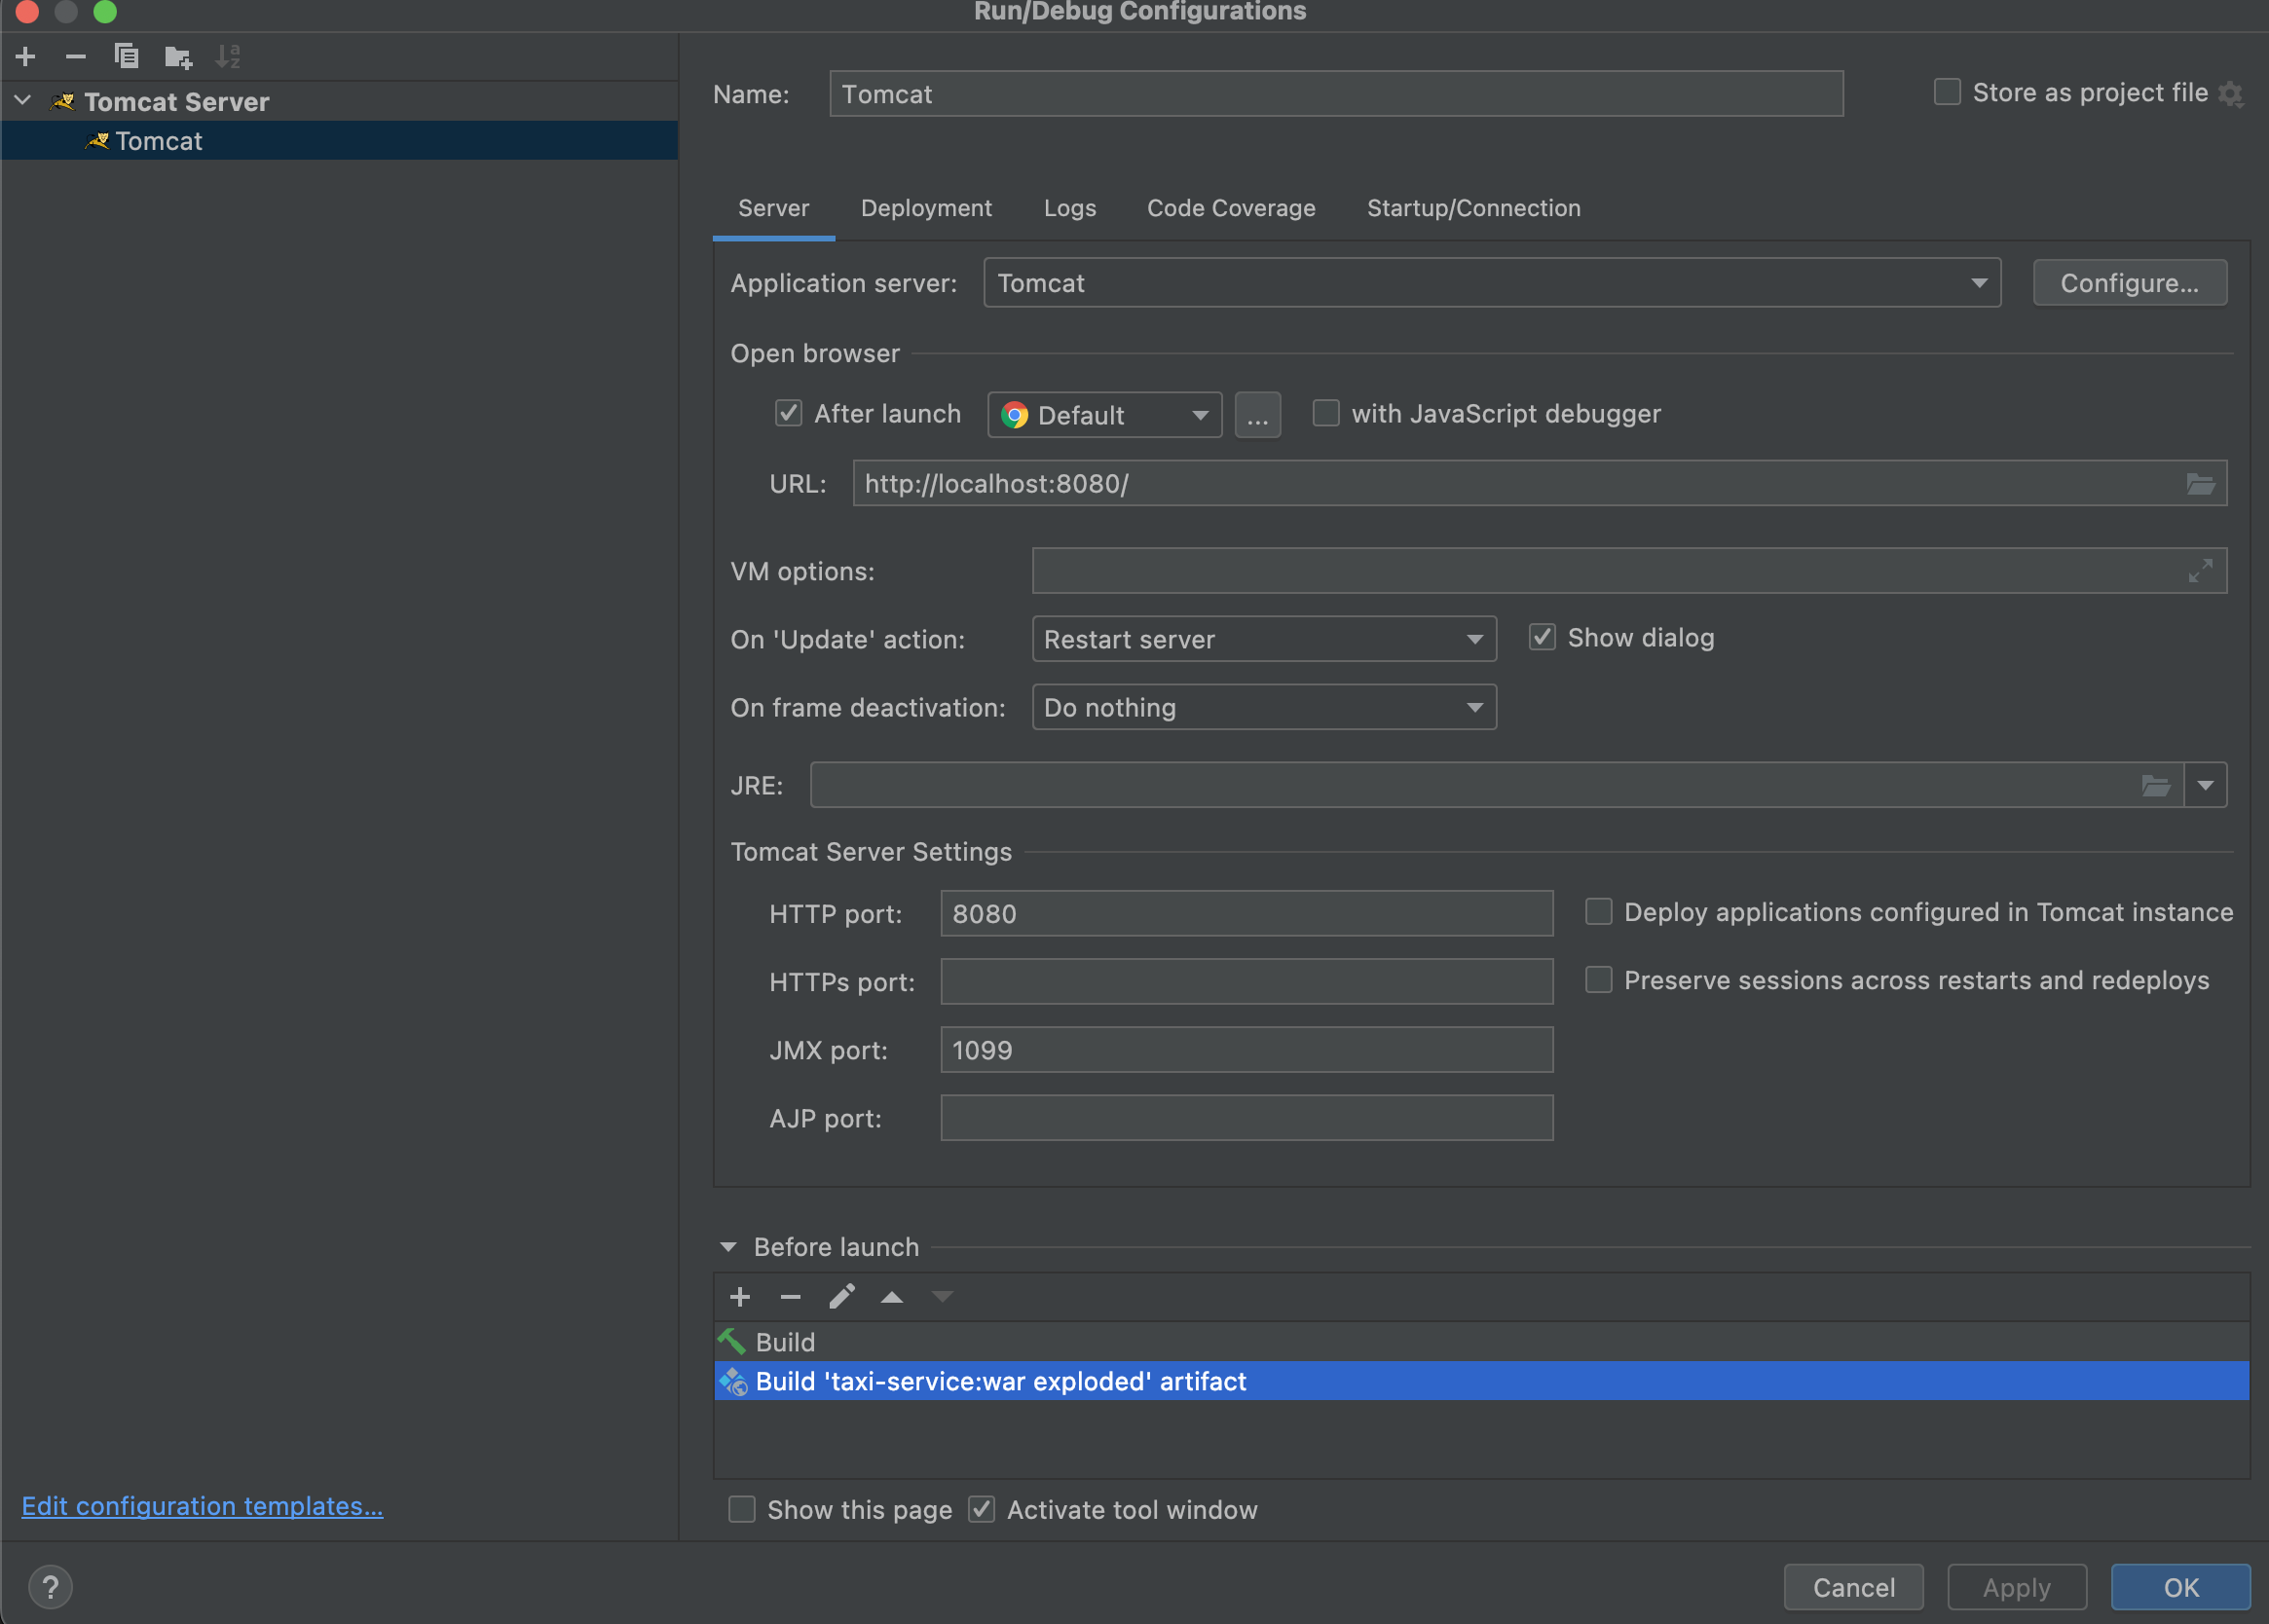 Run/Debug Configurations
Tomcat Server
Tomcat
Name: Tomcat
Store as project file
Server Deployment Logs Code Coverage Startup/Connection
Application server: Tomcat Configure...
Open browser
After launch Default ... with JavaScript debugger
URL: http://localhost:8080/
VM options:
On 'Update' action: Restart server Show dialog
On frame deactivation: Do nothing
JRE:
Tomcat Server Settings
HTTP port: 8080 Deploy applications configured in Tomcat instance
HTTPs port: Preserve sessions across restarts and redeploys
JMX port: 1099
AJP port:
Before launch
Build
Build 'taxi-service:war exploded' artifact
Edit configuration templates...
Show this page Activate tool window
? Cancel Apply OK